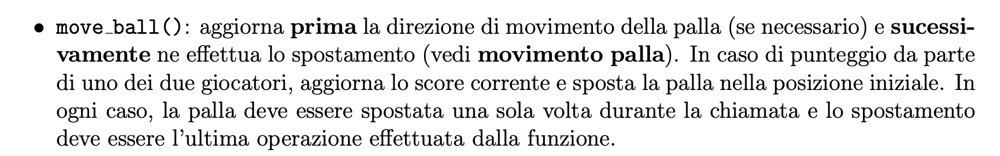 • move_ball(): aggiorna prima la direzione di movimento della palla (se necessario) e sucessi-
vamente ne effettua lo spostamento (vedi movimento palla). In caso di punteggio da parte
di uno dei due giocatori, aggiorna lo score corrente e sposta la palla nella posizione iniziale. In
ogni caso, la palla deve essere spostata una sola volta durante la chiamata e lo spostamento
deve essere l'ultima operazione effettuata dalla funzione.